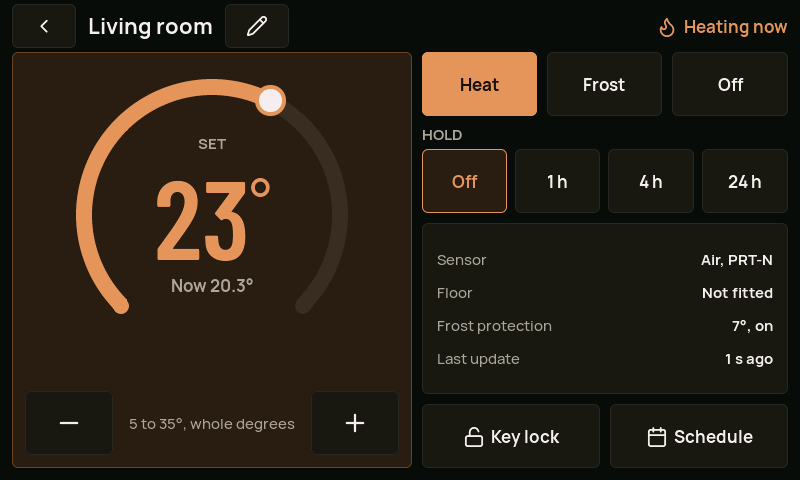 Living room
Heating now
SET
23°
Now 20.3°
5 to 35°, whole degrees
Heat
Frost
Off
HOLD
Off
1 h
4 h
24 h
Sensor Air, PRT-N
Floor Not fitted
Frost protection 7°, on
Last update 1 s ago
Key lock
Schedule